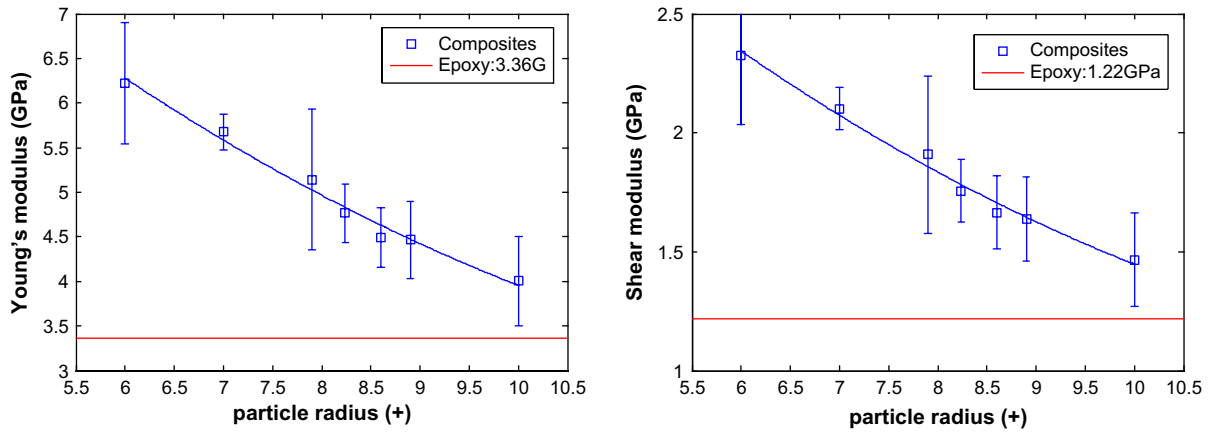 7
6.5
6
5.5
5
4.5
4
3.5
3
5.5 6 6.5 7 7.5 8 8.5 9 9.5 10 10.5
Young's modulus (GPa)
particle radius (+)
Composites
Epoxy:3.36G
2.5
2
1.5
1
5.5 6 6.5 7 7.5 8 8.5 9 9.5 10 10.5
Shear modulus (GPa)
particle radius (+)
Composites
Epoxy:1.22GPa